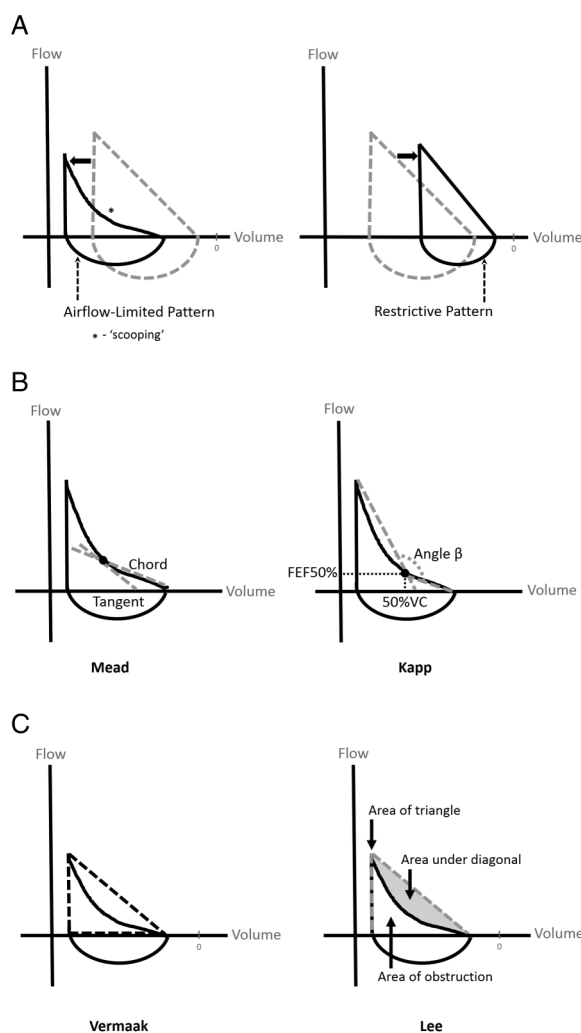 A
Flow
Volume
0
Airflow-Limited Pattern
* - 'scooping'
*
Flow
Volume
0
Restrictive Pattern
B
Flow
Chord
Tangent
Volume
Mead
Flow
Angle β
FEF50%
50%VC
Volume
Kapp
C
Flow
Volume
0
Vermaak
Flow
Area of triangle
Area under diagonal
Volume
0
Area of obstruction
Lee